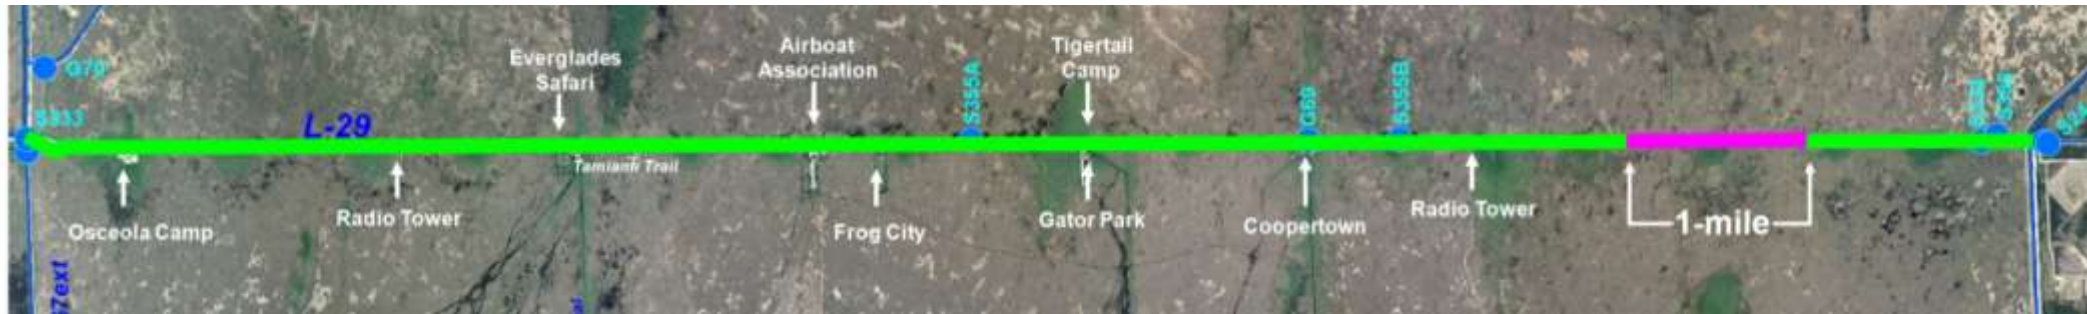 Everglades
Safari
Airboat
Association
Tigertail
Camp
G70
S333
L-29
S355A
G69
S355B
Tamiami Trail
Osceola Camp
Radio Tower
Frog City
Gator Park
Coopertown
Radio Tower
1-mile
67ext